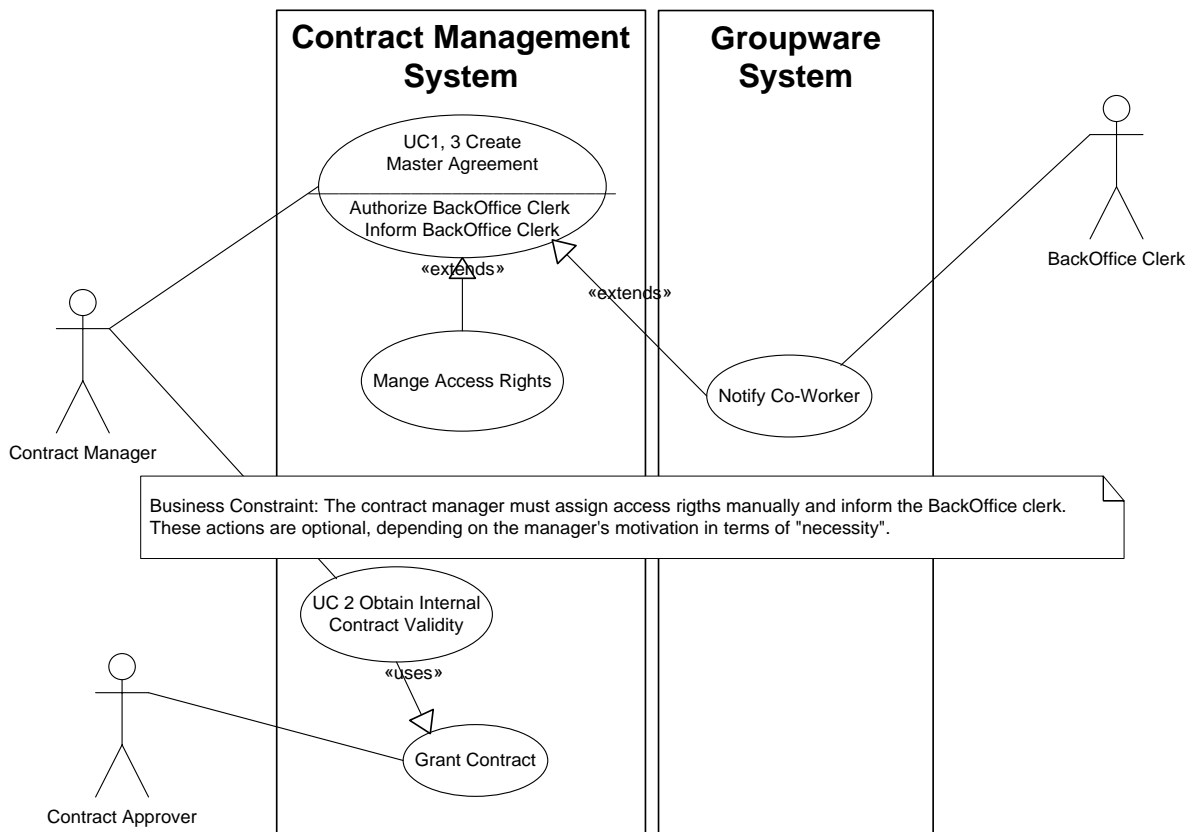 Contract Management
System
Groupware
System
UC1, 3 Create
Master Agreement
Authorize BackOffice Clerk
Inform BackOffice Clerk
«extends»
«extends»
BackOffice Clerk
Mange Access Rights
Notify Co-Worker
Contract Manager
Business Constraint: The contract manager must assign access rigths manually and inform the BackOffice clerk.
These actions are optional, depending on the manager's motivation in terms of "necessity".
UC 2 Obtain Internal
Contract Validity
«uses»
Grant Contract
Contract Approver